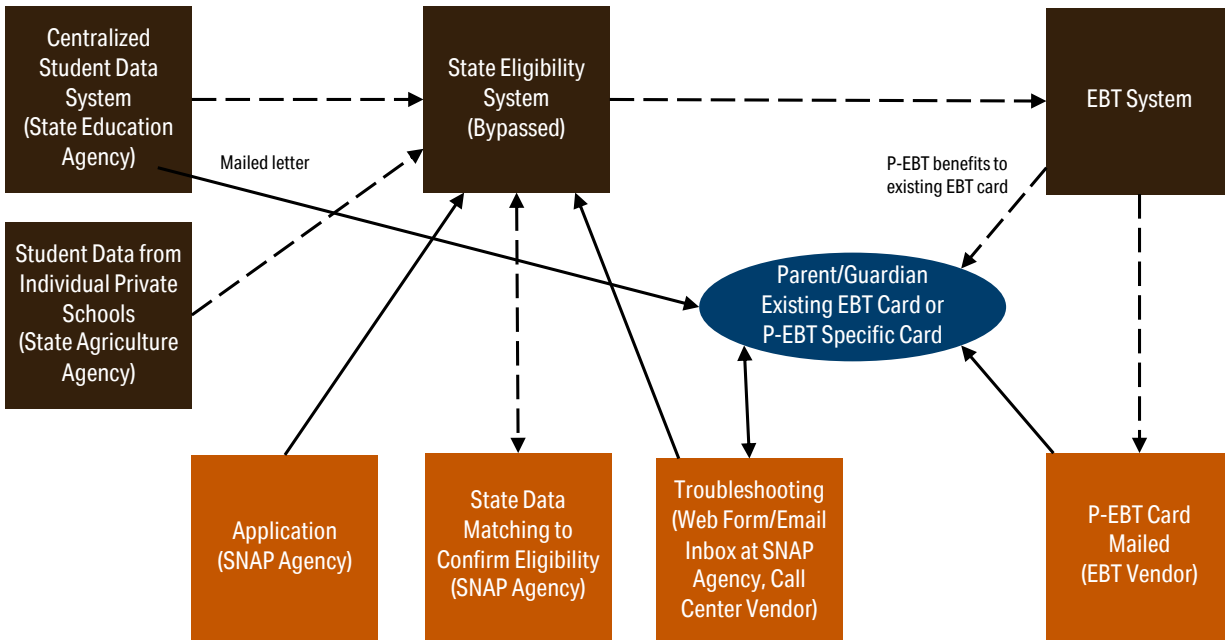 Centralized
Student Data
System
(State Education
Agency)
State Eligibility
System
(Bypassed)
EBT System
Mailed letter
P-EBT benefits to
existing EBT card
Student Data from
Individual Private
Schools
(State Agriculture
Agency)
Parent/Guardian
Existing EBT Card or
P-EBT Specific Card
Application
(SNAP Agency)
State Data
Matching to
Confirm Eligibility
(SNAP Agency)
Troubleshooting
(Web Form/Email
Inbox at SNAP
Agency, Call
Center Vendor)
P-EBT Card
Mailed
(EBT Vendor)